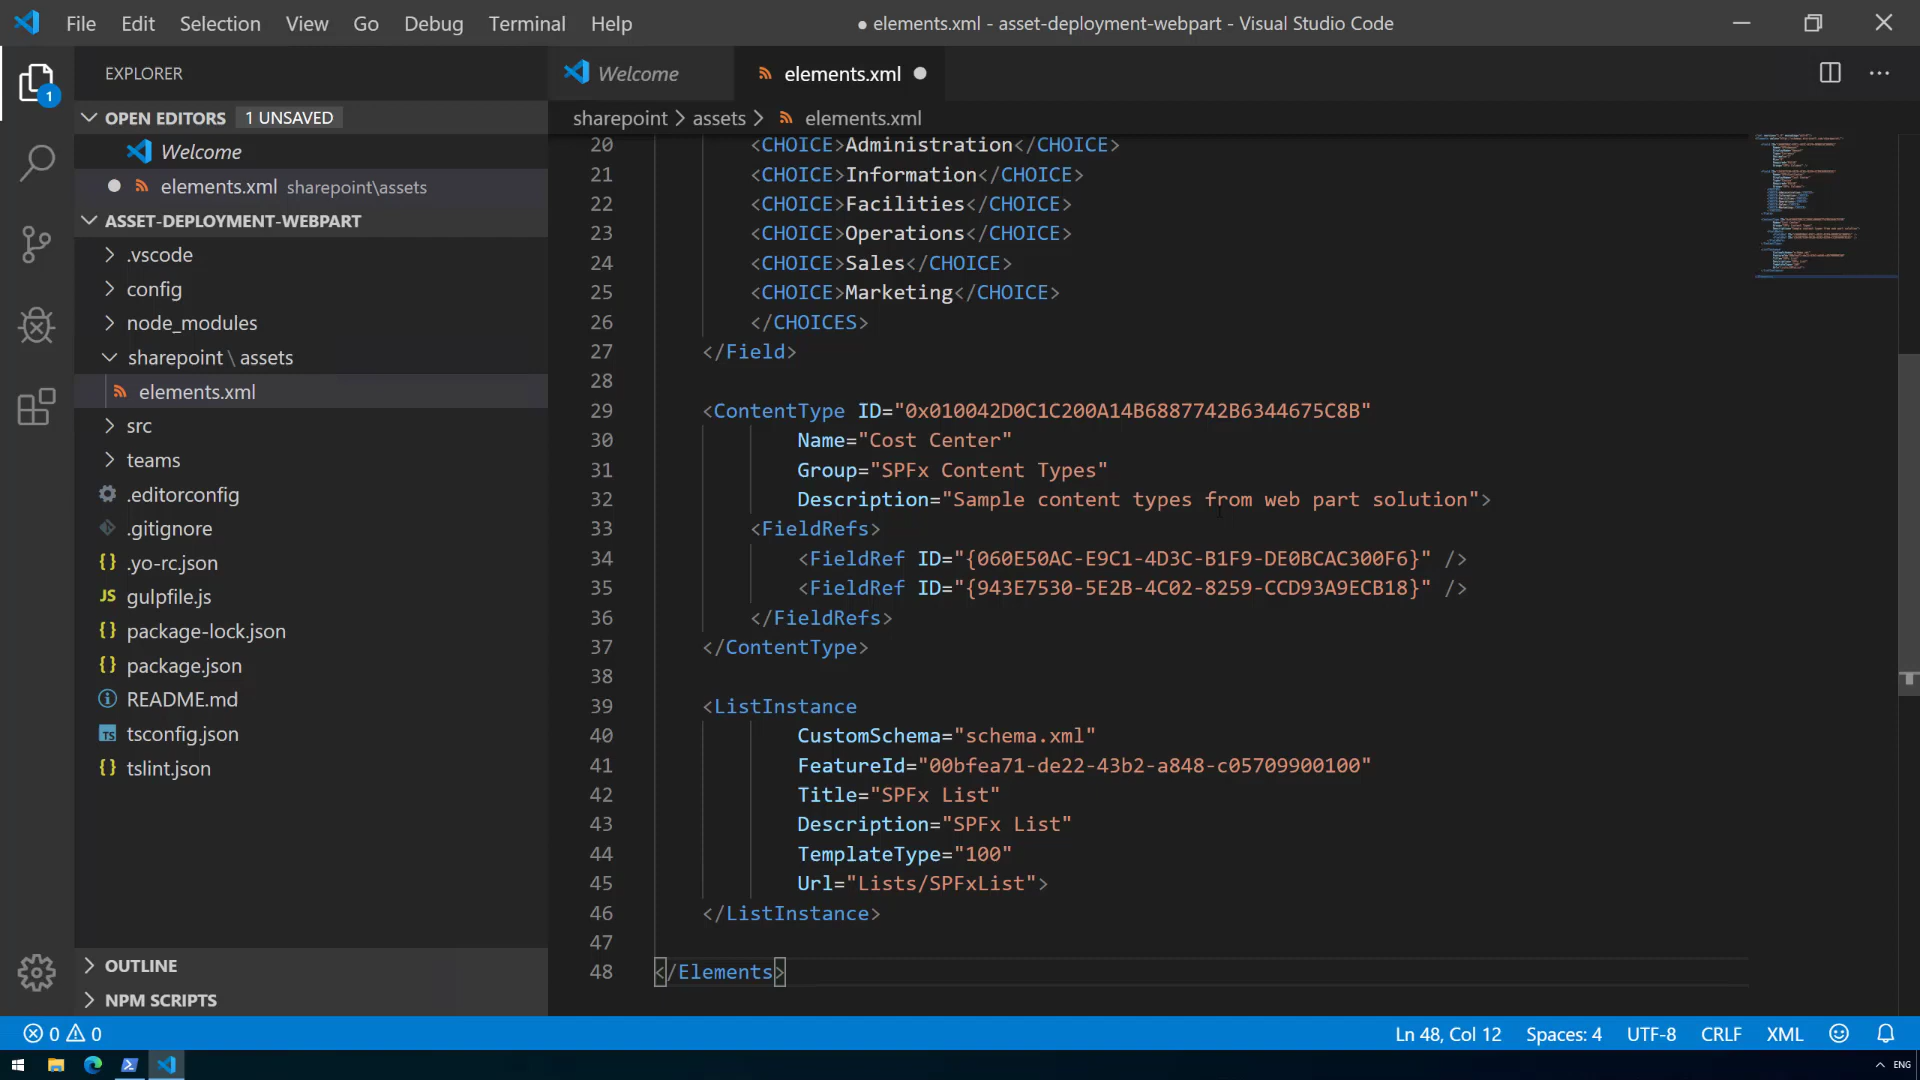 File Edit Selection View Go Debug Terminal Help
● elements.xml - asset-deployment-webpart - Visual Studio Code
EXPLORER
OPEN EDITORS 1 UNSAVED
Welcome
elements.xml sharepoint\assets
ASSET-DEPLOYMENT-WEBPART
.vscode
config
node_modules
sharepoint \ assets
elements.xml
src
teams
.editorconfig
.gitignore
{} .yo-rc.json
JS gulpfile.js
{} package-lock.json
{} package.json
README.md
TS tsconfig.json
{} tslint.json
OUTLINE
NPM SCRIPTS
1
Welcome
elements.xml
sharepoint > assets > elements.xml
20 <CHOICE>Administration</CHOICE>
21 <CHOICE>Information</CHOICE>
22 <CHOICE>Facilities</CHOICE>
23 <CHOICE>Operations</CHOICE>
24 <CHOICE>Sales</CHOICE>
25 <CHOICE>Marketing</CHOICE>
26 </CHOICES>
27 </Field>
28
29 <ContentType ID="0x010042D0C1C200A14B6887742B6344675C8B"
30 Name="Cost Center"
31 Group="SPFx Content Types"
32 Description="Sample content types from web part solution">
33 <FieldRefs>
34 <FieldRef ID="{060E50AC-E9C1-4D3C-B1F9-DE0BCAC300F6}" />
35 <FieldRef ID="{943E7530-5E2B-4C02-8259-CCD93A9ECB18}" />
36 </FieldRefs>
37 </ContentType>
38
39 <ListInstance
40 CustomSchema="schema.xml"
41 FeatureId="00bfea71-de22-43b2-a848-c05709900100"
42 Title="SPFx List"
43 Description="SPFx List"
44 TemplateType="100"
45 Url="Lists/SPFxList">
46 </ListInstance>
47
48 </Elements>
0 0
Ln 48, Col 12 Spaces: 4 UTF-8 CRLF XML
ENG